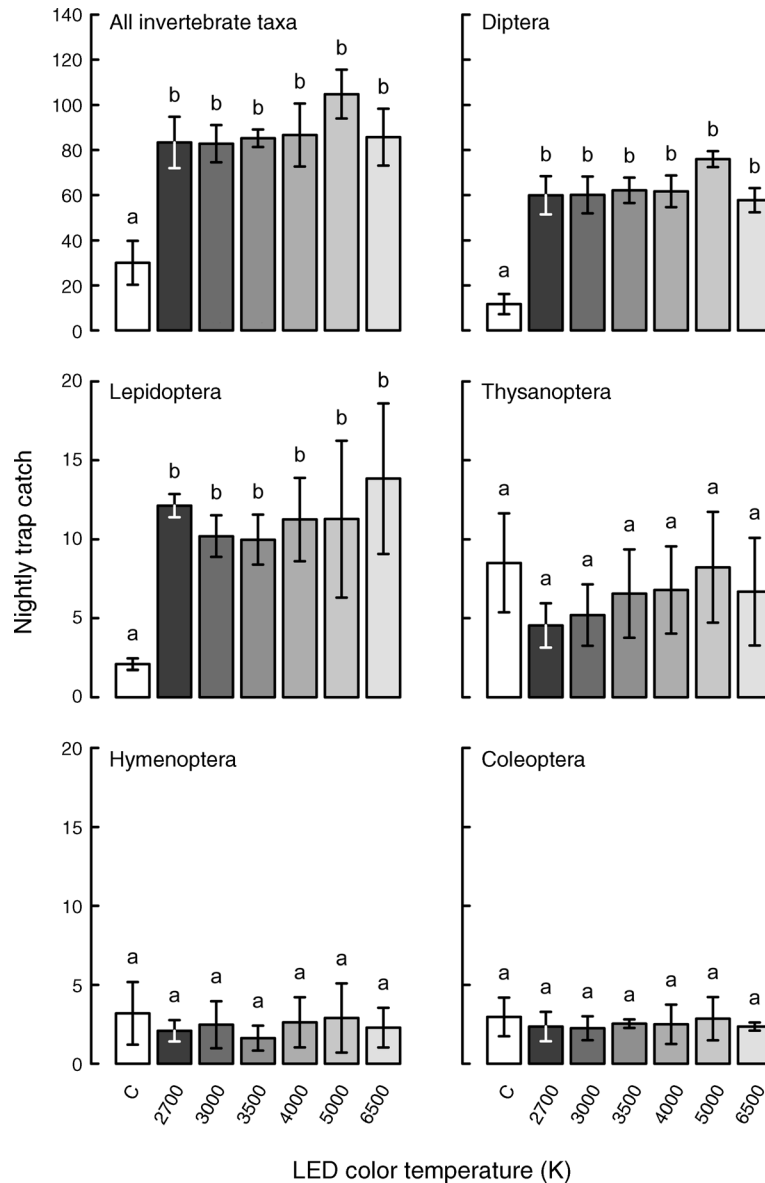 All invertebrate taxa
140
120
100
80
60
40
20
0
a
b
b
b
b
b
b
Diptera
a
b
b
b
b
b
b
Lepidoptera
20
15
10
5
0
a
b
b
b
b
b
b
Thysanoptera
a
a
a
a
a
a
a
Nightly trap catch
Hymenoptera
20
15
10
5
0
a
a
a
a
a
a
a
C
2700
3000
3500
4000
5000
6500
Coleoptera
a
a
a
a
a
a
a
C
2700
3000
3500
4000
5000
6500
LED color temperature (K)